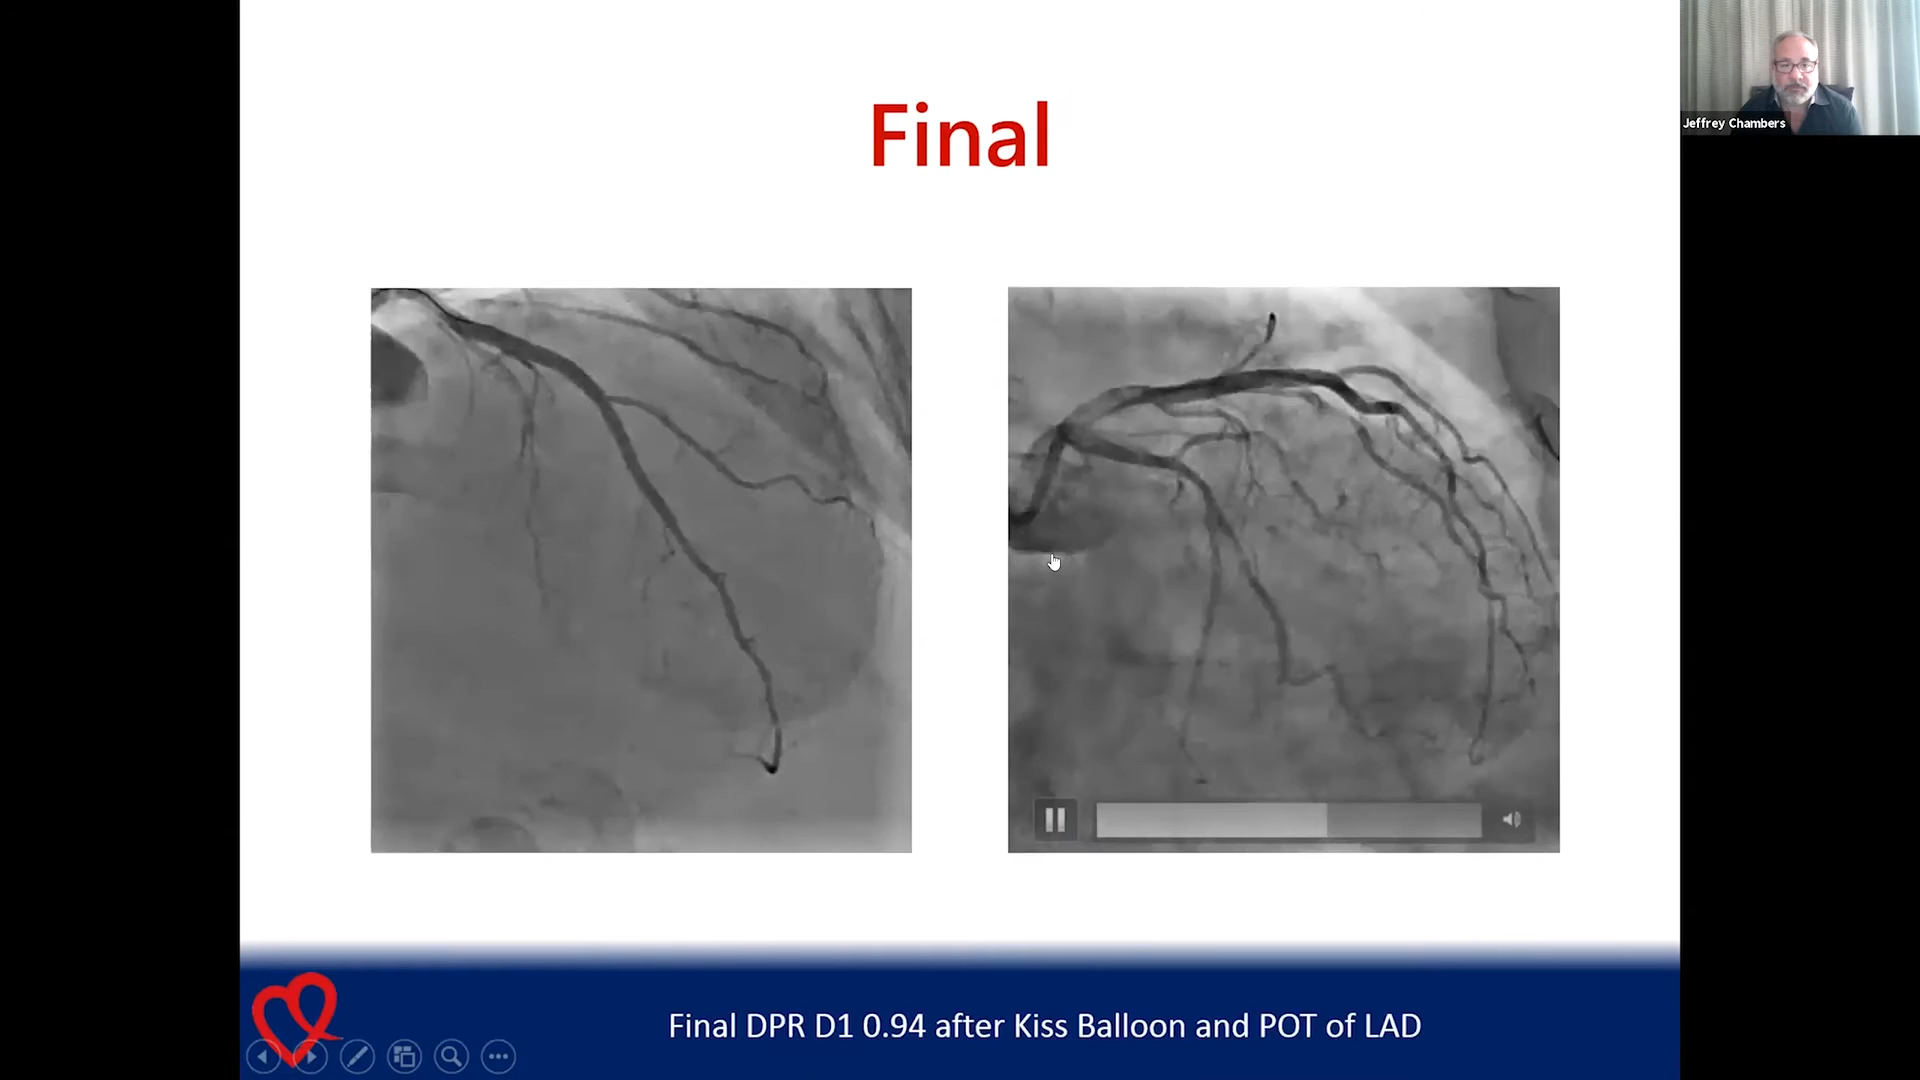 Final
Jeffrey Chambers
Final DPR D1 0.94 after Kiss Balloon and POT of LAD